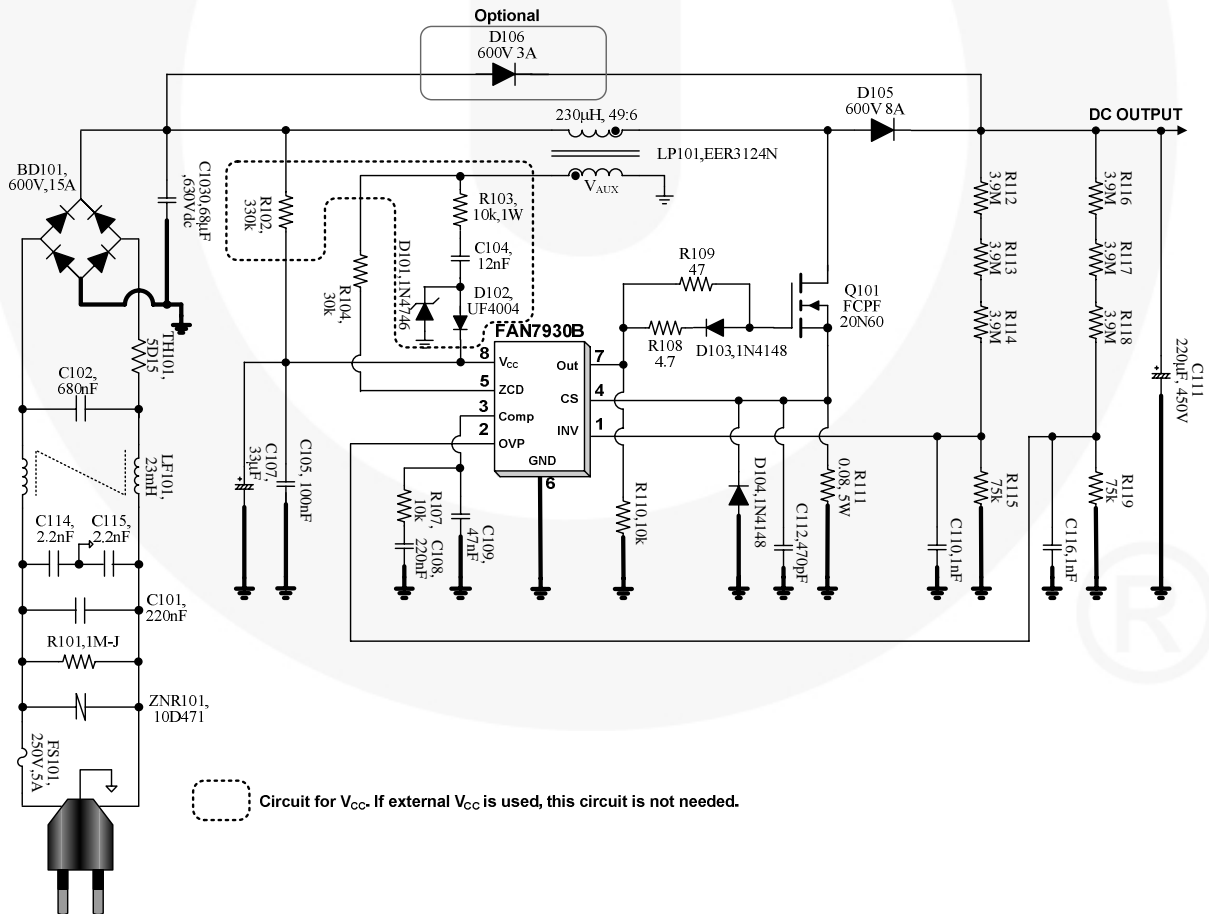 Optional
D106
600V 3A
230μH, 49:6
D105
600V 8A
DC OUTPUT
LP101,EER3124N
VAUX
BD101,
600V,15A
C1030,68μF
,630Vdc
R102,
330k
R103,
10k,1W
C104,
12nF
D101,1N4746
D102,
UF4004
R104,
30k
R109
47
R108
4.7
D103,1N4148
Q101
FCPF
20N60
R112
3.9M
R113
3.9M
R114
3.9M
R116
3.9M
R117
3.9M
R118
3.9M
C111
220μF, 450V
TH101,
5D15
FAN7930B
8
VCC
5
ZCD
3
Comp
2
OVP
GND
6
Out
7
CS
4
INV
1
C102,
680nF
LF101,
23mH
C107,
33μF
C105, 100nF
R107,
10k
C108,
220nF
C109,
47nF
R110,10k
D104,1N4148
C112,470pF
R111
0.08, 5W
C110,1nF
R115
75k
C116,1nF
R119
75k
C114,
2.2nF
C115,
2,2nF
C101,
220nF
R101,1M-J
ZNR101,
10D471
FS101,
250V,5A
Circuit for VCC. If external VCC is used, this circuit is not needed.
®